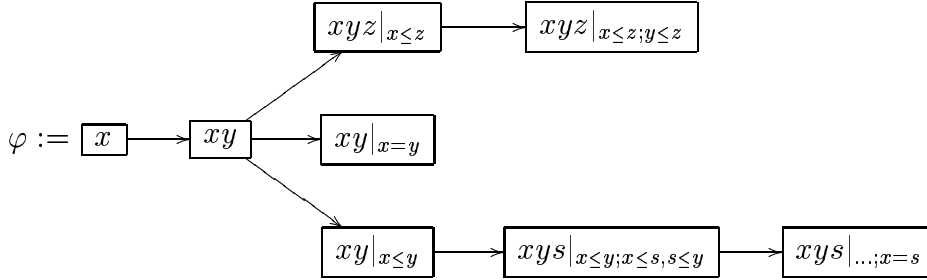 xyz|x≤z xyz|x≤z;y≤z
φ := x xy xy|x=y
xy|x≤y xys|x≤y;x≤s,s≤y xys|...;x=s